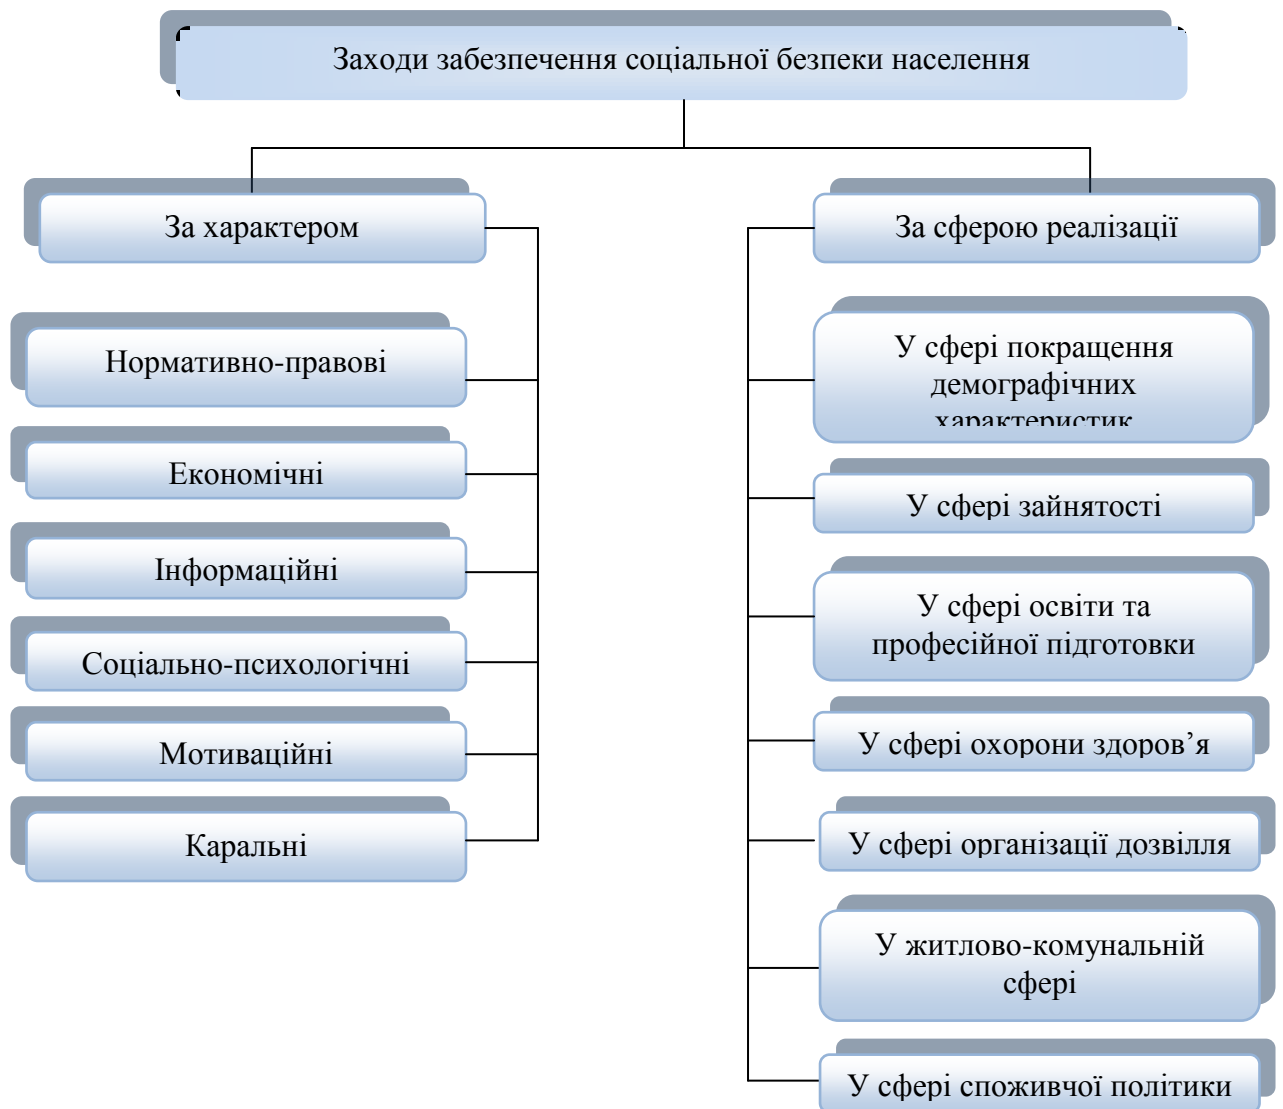 Заходи забезпечення соціальної безпеки населення
За характером
Нормативно-правові
Економічні
Інформаційні
Соціально-психологічні
Мотиваційні
Каральні
За сферою реалізації
У сфері покращення
демографічних
характеристик
У сфері зайнятості
У сфері освіти та
професійної підготовки
У сфері охорони здоров’я
У сфері організації дозвілля
У житлово-комунальній
сфері
У сфері споживчої політики